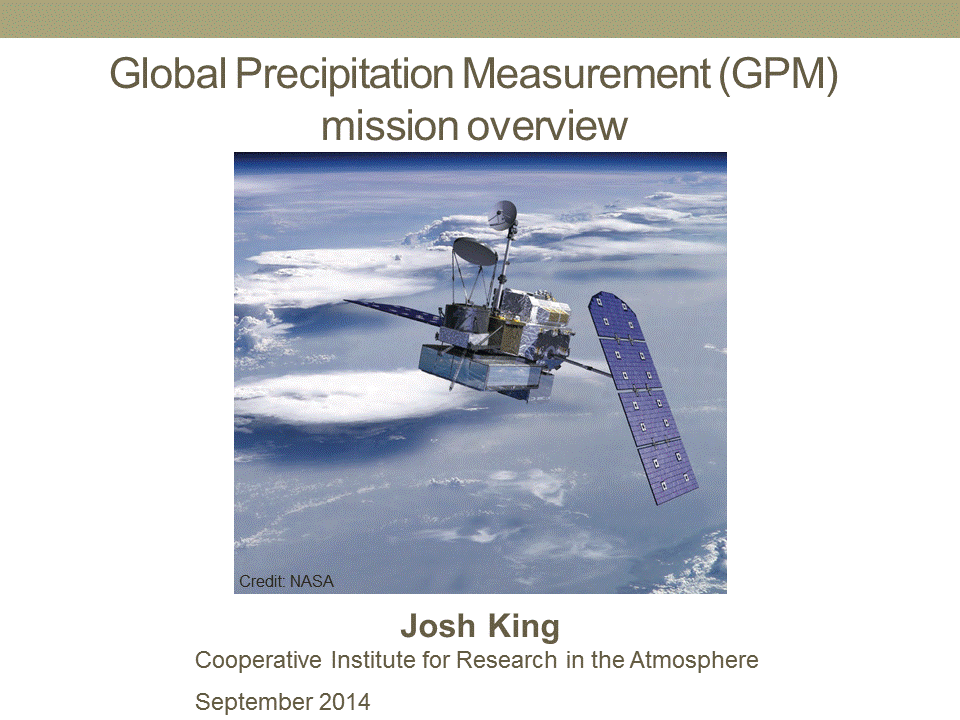 Global Precipitation Measurement (GPM)
mission overview
Credit: NASA
Josh King
Cooperative Institute for Research in the Atmosphere
September 2014